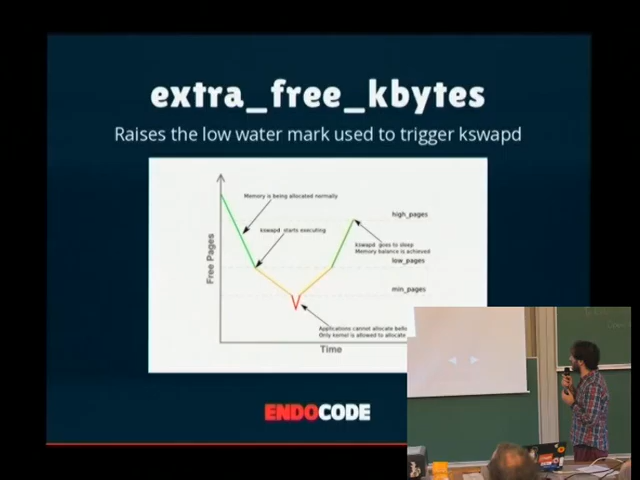 extra_free_kbytes
Raises the low water mark used to trigger kswapd
Memory is being allocated normally
high_pages
kswapd starts executing
kswapd goes to sleep
Memory balance is achieved
low_pages
Free Pages
min_pages
Applications cannot allocate
Only kernel is allowed to allocate
Time
ENDOCODE